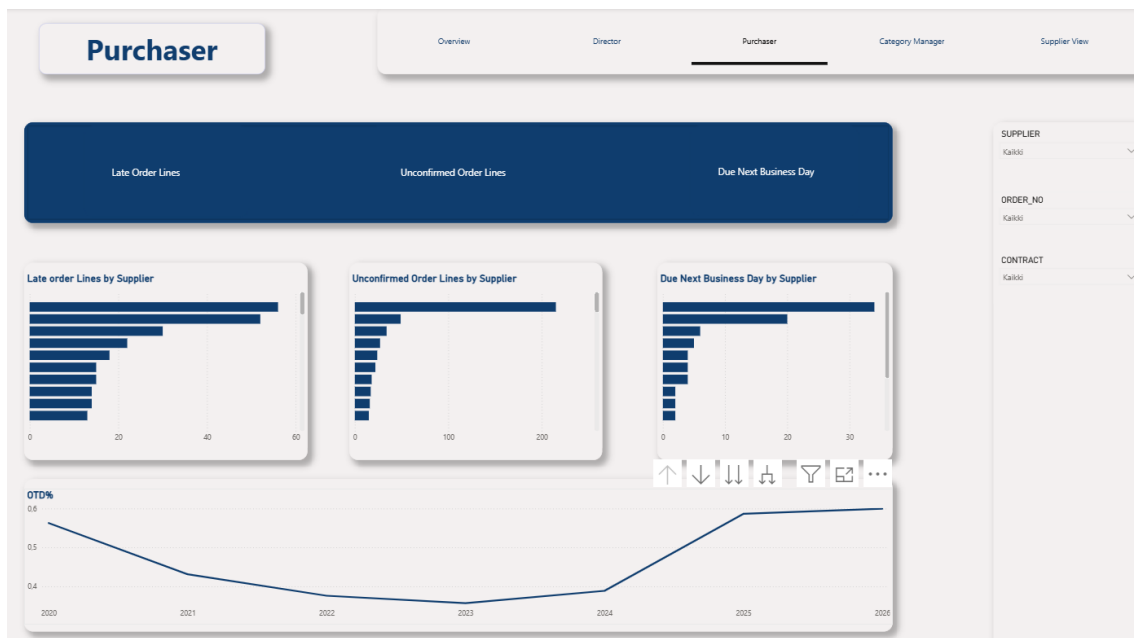 Purchaser
Overview Director Purchaser Category Manager Supplier View
Late Order Lines Unconfirmed Order Lines Due Next Business Day
SUPPLIER
Kaikki
ORDER_NO
Kaikki
CONTRACT
Kaikki
Late order Lines by Supplier
0 20 40 60
Unconfirmed Order Lines by Supplier
0 100 200
Due Next Business Day by Supplier
0 10 20 30
OTD%
0,6
0,5
0,4
2020 2021 2022 2023 2024 2025 2026